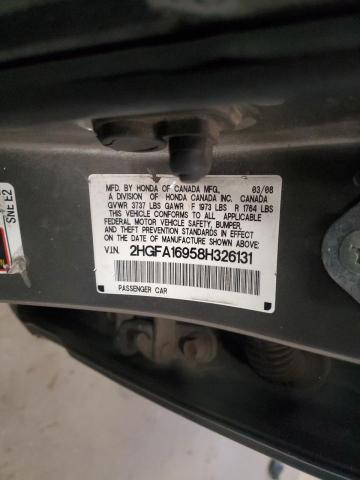 SNE E2
MFD. BY HONDA OF CANADA MFG. 03/08
A DIVISION OF HONDA CANADA INC. CANADA
GVWR 3737 LBS GAWR F 1973 LBS R 1764 LBS
THIS VEHICLE CONFORMS TO ALL APPLICABLE
FEDERAL MOTOR VEHICLE SAFETY, BUMPER,
AND THEFT PREVENTION STANDARDS IN EFFECT
ON THE DATE OF MANUFACTURE SHOWN ABOVE.
V.I.N. 2HGFA16958H326131
PASSENGER CAR